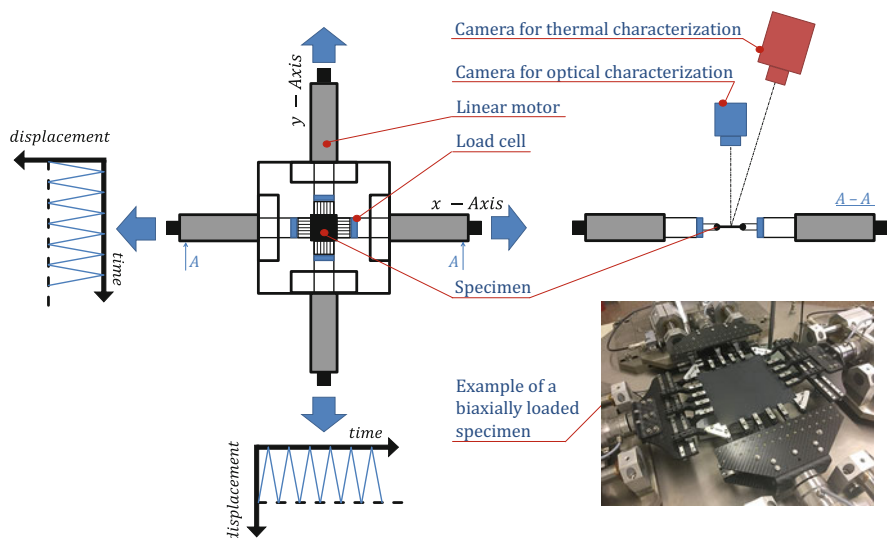 Camera for thermal characterization
y − Axis
Camera for optical characterization
Linear motor
displacement
Load cell
x − Axis
A − A
A
A
time
Specimen
Example of a
biaxially loaded
specimen
time
displacement